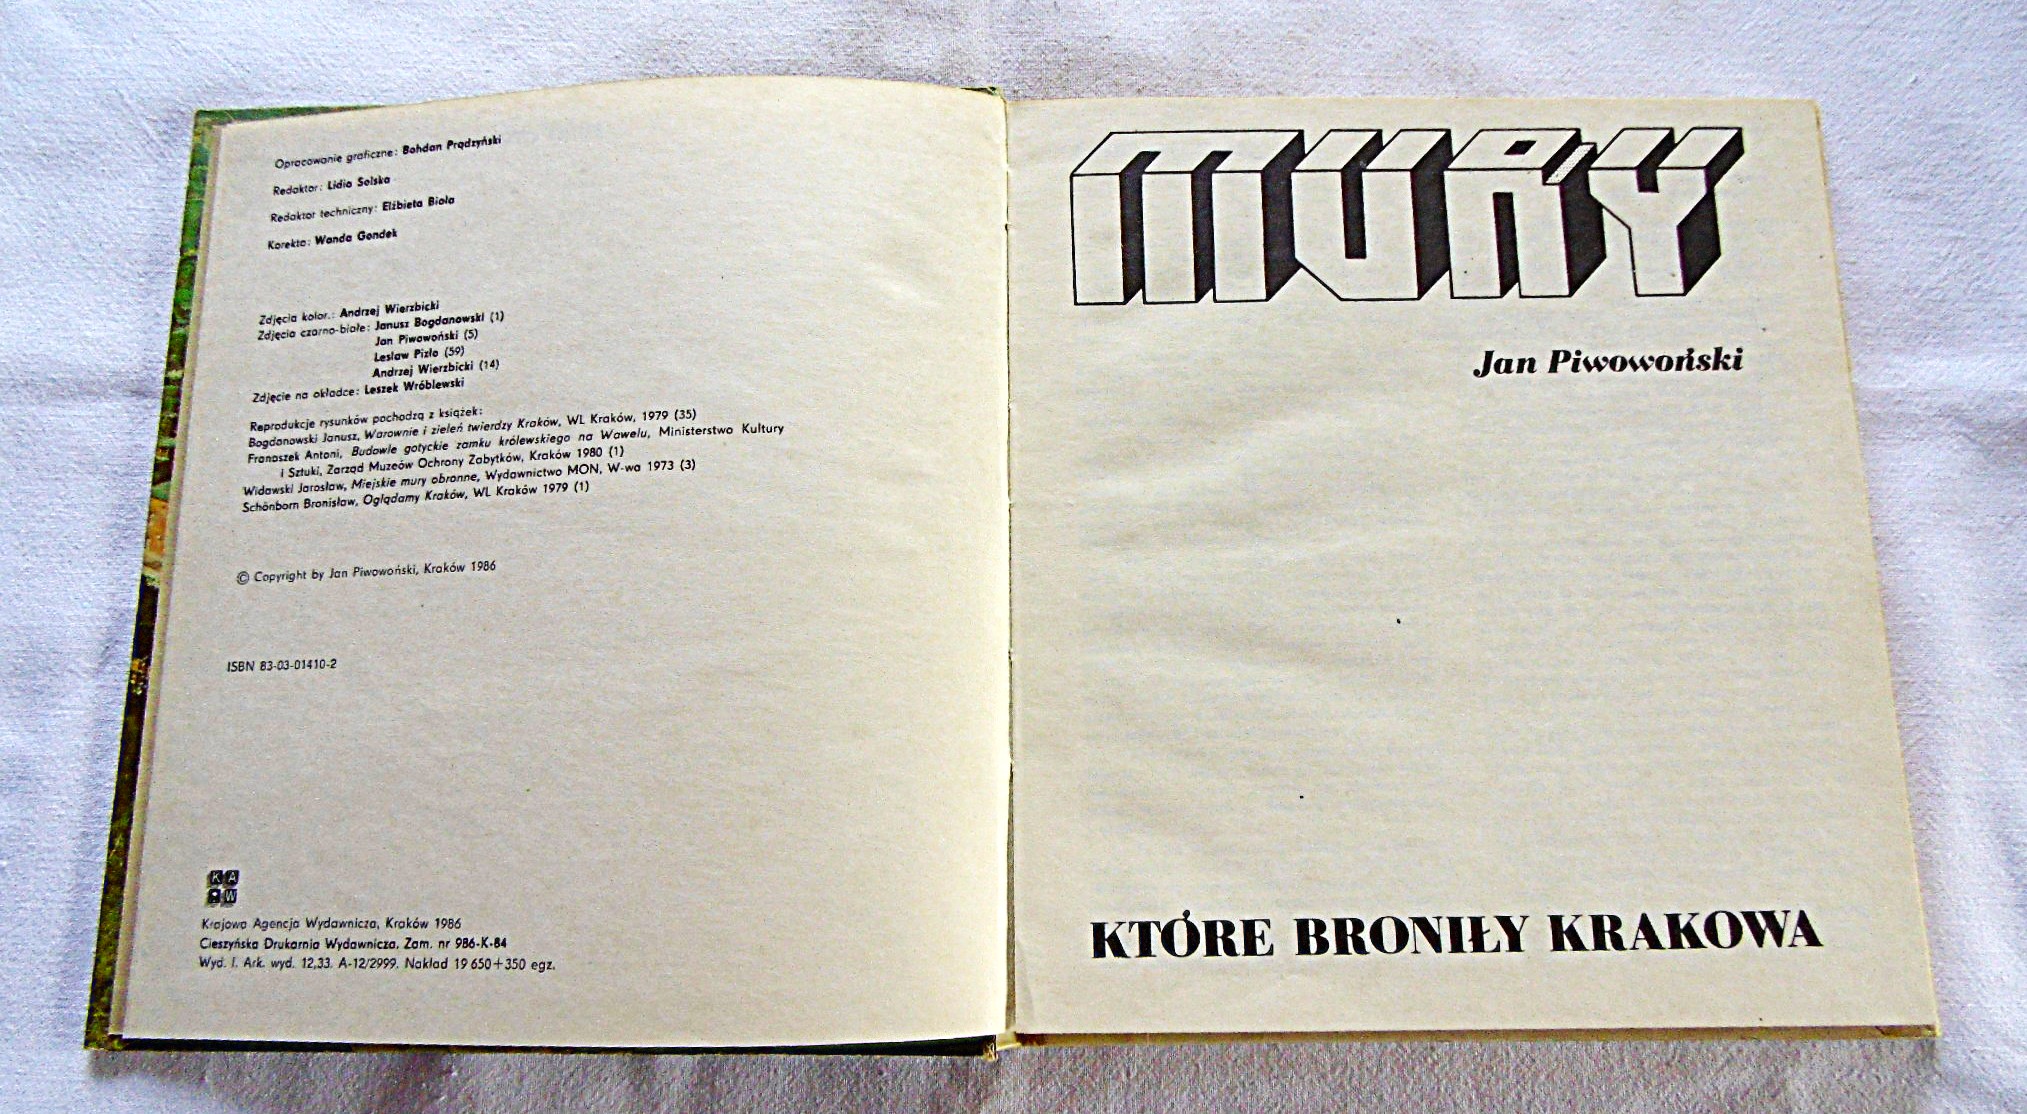 Opracowanie graficzne: Bohdan Prądzyński
Redaktor: Lidia Solska
Redaktor techniczny: Elżbieta Biola
Korekta: Wanda Gondek
Zdjęcia kolor.: Andrzej Wierzbicki
Zdjęcia czarno-białe: Janusz Bogdanowski (1)
Jan Piwowoński (5)
Lesław Pizło (59)
Andrzej Wierzbicki (14)
Zdjęcie na okładce: Leszek Wróblewski
Reprodukcje rysunków pochodzą z książek:
Bogdanowski Janusz, Warownie i zieleń twierdzy Kraków, WL Kraków, 1979 (35)
Franaszek Antoni, Budowle gotyckie zamku królewskiego na Wawelu, Ministerstwo Kultury
i Sztuki, Zarząd Muzeów Ochrony Zabytków, Kraków 1980 (1)
Widawski Jarosław, Miejskie mury obronne, Wydawnictwo MON, W-wa 1973 (3)
Schönborn Bronisław, Oglądamy Kraków, WL Kraków 1979 (1)
© Copyright by Jan Piwowoński, Kraków 1986
ISBN 83-03-01410-2
KA
W
Krajowa Agencja Wydawnicza, Kraków 1986
Cieszyńska Drukarnia Wydawnicza. Zam. nr 986-K-84
Wyd. I. Ark. wyd. 12,33. A-12/2999. Nakład 19 650+350 egz.
MURY
Jan Piwowoński
KTÓRE BRONIŁY KRAKOWA